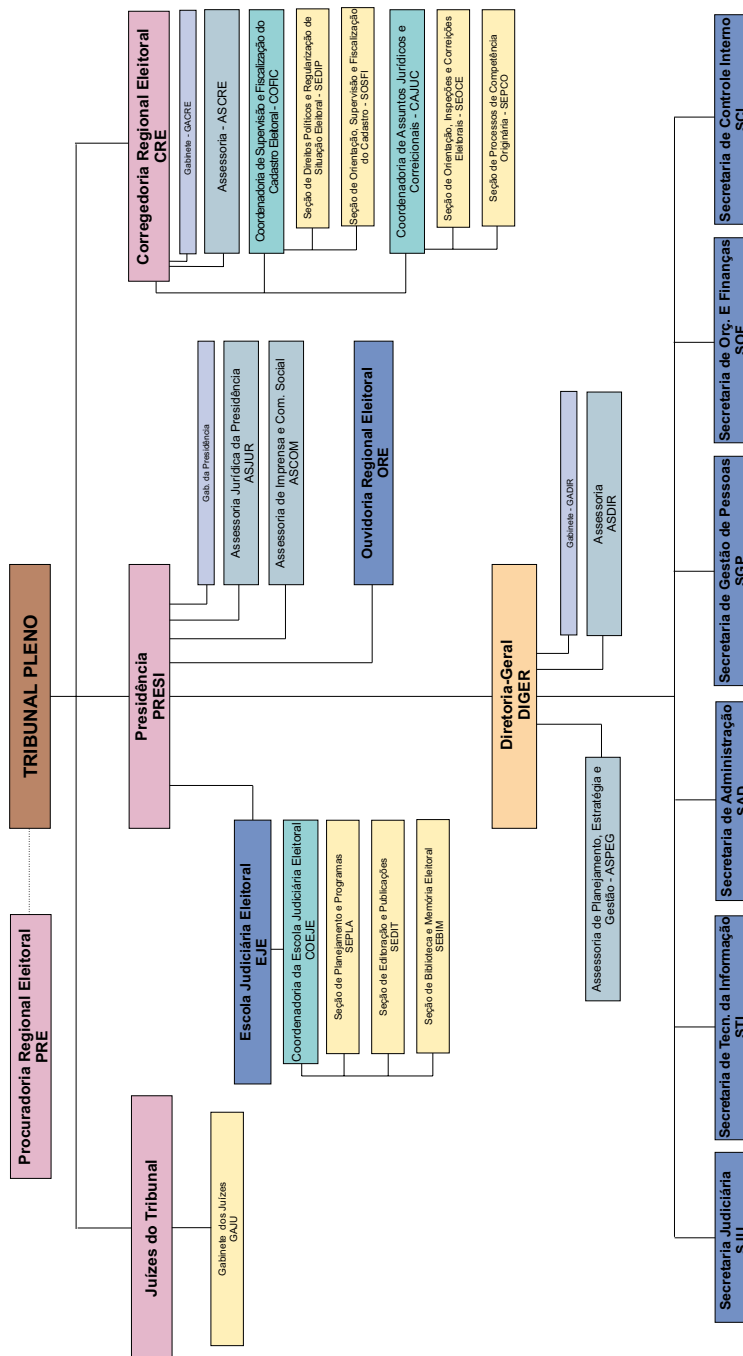 TRIBUNAL PLENO
Procuradoria Regional Eleitoral
PRE
Juízes do Tribunal
Gabinete dos Juízes
GAJU
Presidência
PRESI
Gab. da Presidência
Assessoria Jurídica da Presidência
ASJUR
Assessoria de Imprensa e Com. Social
ASCOM
Ouvidoria Regional Eleitoral
ORE
Escola Judiciária Eleitoral
EJE
Coordenadoria da Escola Judiciária Eleitoral
COEJE
Seção de Planejamento e Programas
SEPLA
Seção de Editoração e Publicações
SEDIT
Seção de Biblioteca e Memória Eleitoral
SEBIM
Corregedoria Regional Eleitoral
CRE
Gabinete - GACRE
Assessoria - ASCRE
Coordenadoria de Supervisão e Fiscalização do
Cadastro Eleitoral - COFIC
Seção de Direitos Políticos e Regularização de
Situação Eleitoral - SEDIP
Seção de Orientação, Supervisão e Fiscalização
do Cadastro - SOSFI
Coordenadoria de Assuntos Jurídicos e
Correicionais - CAJUC
Seção de Orientação, Inspeções e Correições
Eleitorais - SEOCE
Seção de Processos de Competência
Originária - SEPCO
Diretoria-Geral
DIGER
Gabinete - GADIR
Assessoria
ASDIR
Assessoria de Planejamento, Estratégia e
Gestão - ASPEG
Secretaria Judiciária
SJU
Secretaria de Tecn. da Informação
STI
Secretaria de Administração
SAD
Secretaria de Gestão de Pessoas
SGP
Secretaria de Orç. E Finanças
SOF
Secretaria de Controle Interno
SCI